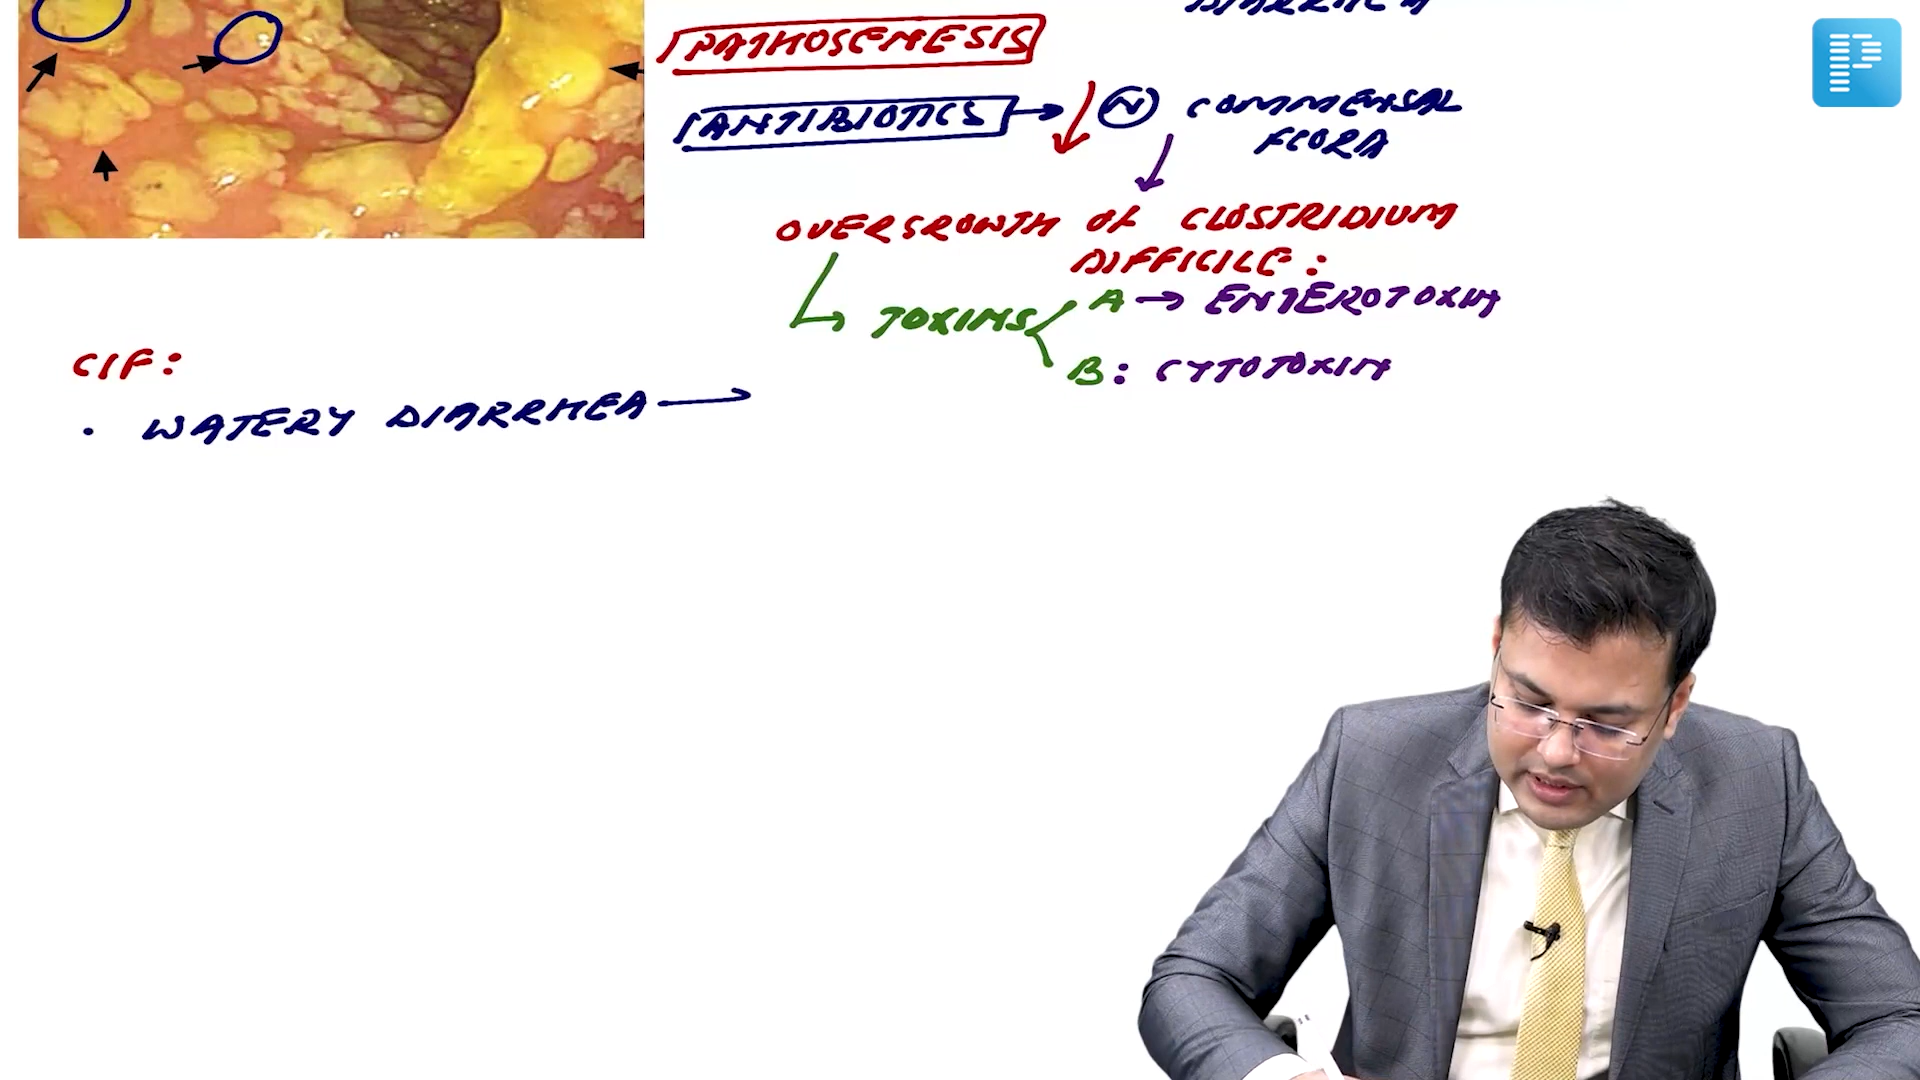 PATHOGENESIS
ANTIBIOTICS → ↓ N COMMENSAL
FLORA
OVERGROWTH of CLOSTRIDIUM
DIFFICILE:
TOXINS A → ENTEROTOXIN
B: CYTOTOXIN
C/F:
• WATERY DIARRHEA →